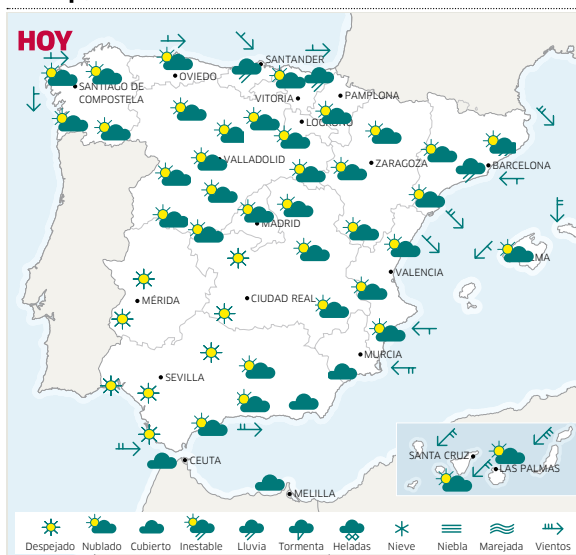 HOY
SANTANDER
OVIEDO
SANTIAGO DE
COMPOSTELA
VITORIA
PAMPLONA
LOGROÑO
VALLADOLID
ZARAGOZA
BARCELONA
MADRID
VALENCIA
MÉRIDA
CIUDAD REAL
MURCIA
SEVILLA
SANTA CRUZ
LAS PALMAS
CEUTA
MELILLA
Despejado Nublado Cubierto Inestable Lluvia Tormenta Heladas Nieve Niebla Marejada Vientos